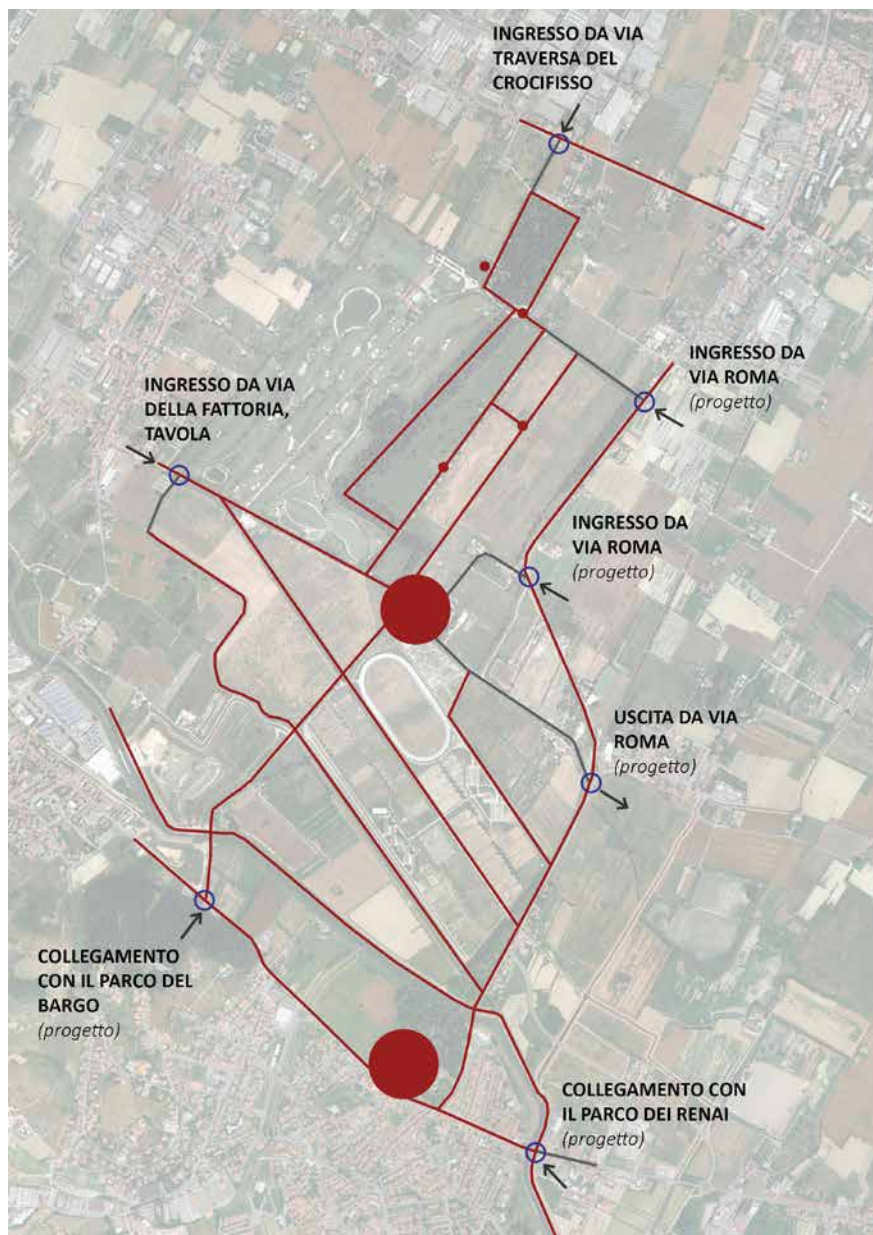 INGRESSO DA VIA
TRAVERSA DEL
CROCIFISSO
INGRESSO DA
VIA ROMA
(progetto)
INGRESSO DA VIA
DELLA FATTORIA,
TAVOLA
INGRESSO DA
VIA ROMA
(progetto)
USCITA DA VIA
ROMA
(progetto)
COLLEGAMENTO
CON IL PARCO DEL
BARGO
(progetto)
COLLEGAMENTO CON
IL PARCO DEI RENAI
(progetto)